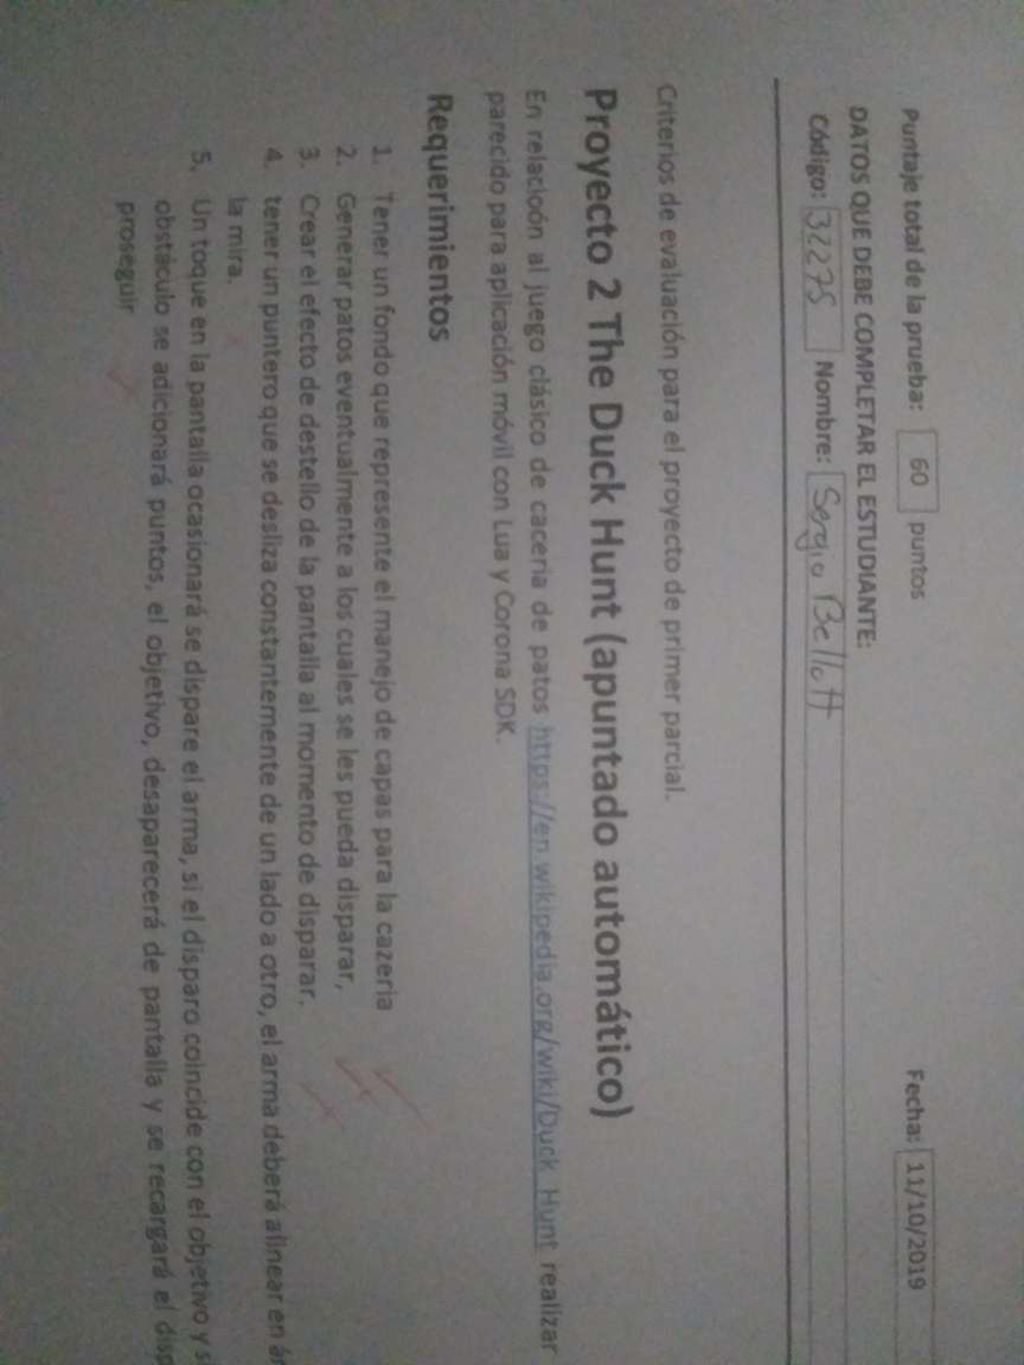 Puntaje total de la prueba: 60 puntos Fecha: 11/10/2019
DATOS QUE DEBE COMPLETAR EL ESTUDIANTE:
Código: 32275 Nombre: Sergio Bellott
Criterios de evaluación para el proyecto de primer parcial.
Proyecto 2 The Duck Hunt (apuntado automático)
En relacioón al juego clásico de caceria de patos https://en.wikipedia.org/wiki/Duck_Hunt realizar
parecido para aplicación móvil con Lua y Corona SDK.
Requerimientos
1. Tener un fondo que represente el manejo de capas para la cazeria
2. Generar patos eventualmente a los cuales se les pueda disparar,
3. Crear el efecto de destello de la pantalla al momento de disparar.
4. tener un puntero que se desliza constantemente de un lado a otro, el arma deberá alinear en
la mira.
5. Un toque en la pantalla ocasionará se dispare el arma, si el disparo coincide con el objetivo y
obstáculo se adicionará puntos, el objetivo, desaparecerá de pantalla y se recargará el
proseguir